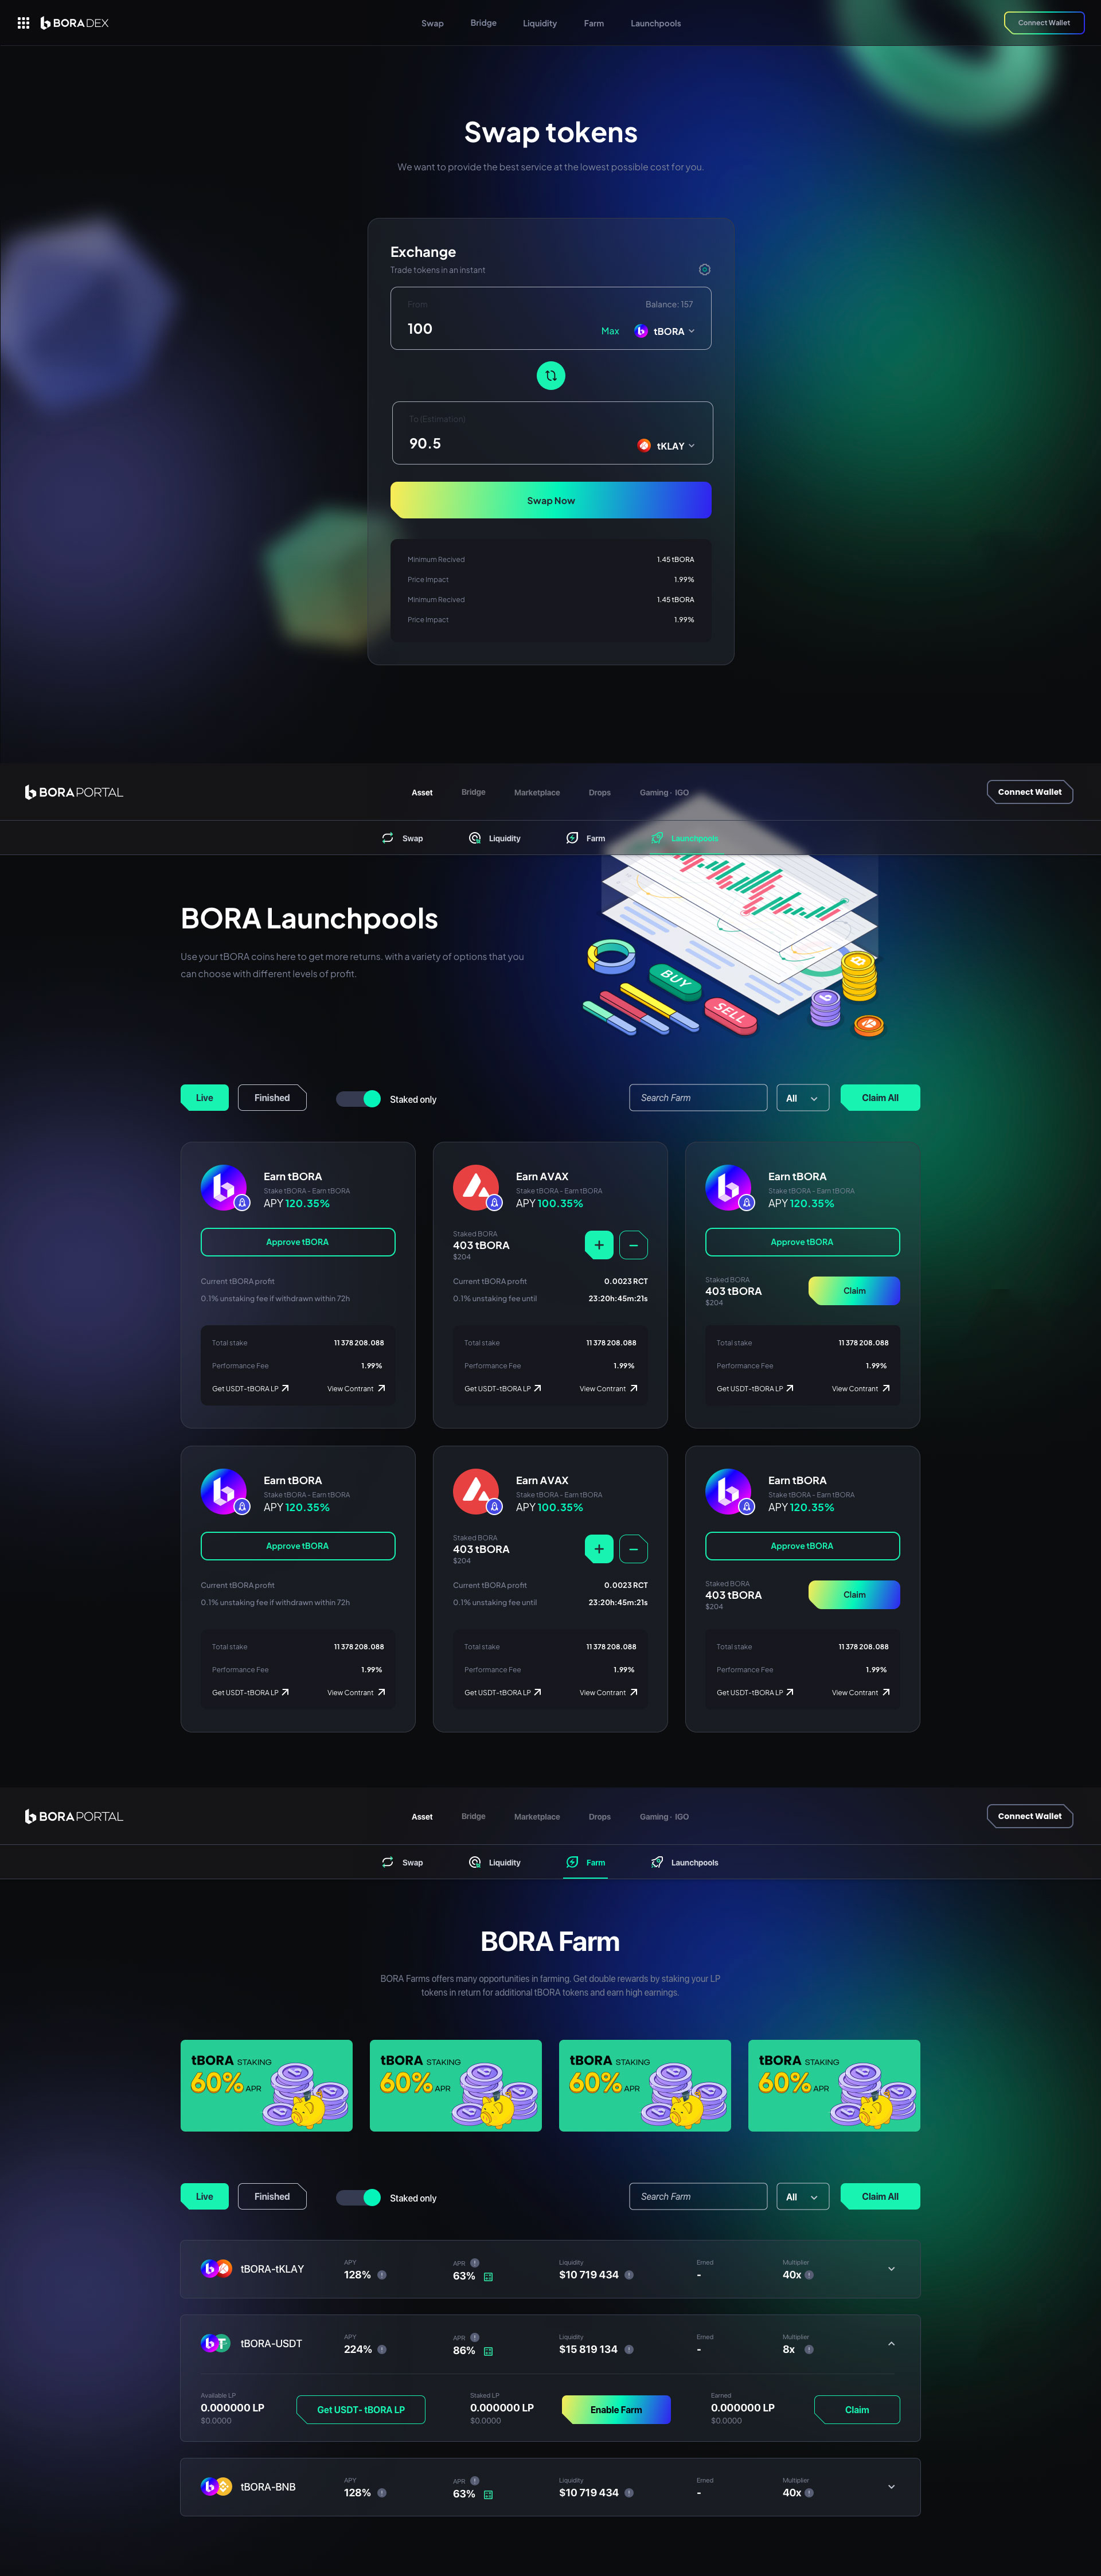 BORA DEX
Swap Bridge Liquidity Farm Launchpools
Connect Wallet
Swap tokens
We want to provide the best service at the lowest possible cost for you.
Exchange
Trade tokens in an instant
From Balance: 157
100 Max tBORA
To (Estimation)
90.5 tKLAY
Swap Now
Minimum Recived 1.45 tBORA
Price Impact 1.99%
Minimum Recived 1.45 tBORA
Price Impact 1.99%
BORA PORTAL
Asset Bridge Marketplace Drops Gaming · IGO
Connect Wallet
Swap Liquidity Farm Launchpools
BORA Launchpools
Use your tBORA coins here to get more returns. with a variety of options that you
can choose with different levels of profit.
BUY
SELL
Live Finished Staked only Search Farm All Claim All
Earn tBORA
Stake tBORA - Earn tBORA
APY 120.35%
Approve tBORA
Current tBORA profit
0.1% unstaking fee if withdrawn within 72h
Total stake 11 378 208.088
Performance Fee 1.99%
Get USDT-tBORA LP View Contrant
Earn AVAX
Stake tBORA - Earn tBORA
APY 100.35%
Staked BORA
403 tBORA
$204
+ −
Current tBORA profit 0.0023 RCT
0.1% unstaking fee until 23:20h:45m:21s
Total stake 11 378 208.088
Performance Fee 1.99%
Get USDT-tBORA LP View Contrant
Earn tBORA
Stake tBORA - Earn tBORA
APY 120.35%
Approve tBORA
Staked BORA
403 tBORA
$204
Claim
Total stake 11 378 208.088
Performance Fee 1.99%
Get USDT-tBORA LP View Contrant
Earn tBORA
Stake tBORA - Earn tBORA
APY 120.35%
Approve tBORA
Current tBORA profit
0.1% unstaking fee if withdrawn within 72h
Total stake 11 378 208.088
Performance Fee 1.99%
Get USDT-tBORA LP View Contrant
Earn AVAX
Stake tBORA - Earn tBORA
APY 100.35%
Staked BORA
403 tBORA
$204
+ −
Current tBORA profit 0.0023 RCT
0.1% unstaking fee until 23:20h:45m:21s
Total stake 11 378 208.088
Performance Fee 1.99%
Get USDT-tBORA LP View Contrant
Earn tBORA
Stake tBORA - Earn tBORA
APY 120.35%
Approve tBORA
Staked BORA
403 tBORA
$204
Claim
Total stake 11 378 208.088
Performance Fee 1.99%
Get USDT-tBORA LP View Contrant
BORA PORTAL
Asset Bridge Marketplace Drops Gaming · IGO
Connect Wallet
Swap Liquidity Farm Launchpools
BORA Farm
BORA Farms offers many opportunities in farming. Get double rewards by staking your LP
tokens in return for additional tBORA tokens and earn high earnings.
tBORA STAKING
60% APR
tBORA STAKING
60% APR
tBORA STAKING
60% APR
tBORA STAKING
60% APR
Live Finished Staked only Search Farm All Claim All
APY APR Liquidity Erned Multiplier
tBORA-tKLAY 128% 63% $10 719 434 - 40x
APY APR Liquidity Erned Multiplier
tBORA-USDT 224% 86% $15 819 134 - 8x
Available LP
0.000000 LP
$0.0000
Get USDT- tBORA LP
Staked LP
0.000000 LP
$0.0000
Enable Farm
Earned
0.000000 LP
$0.0000
Claim
APY APR Liquidity Erned Multiplier
tBORA-BNB 128% 63% $10 719 434 - 40x